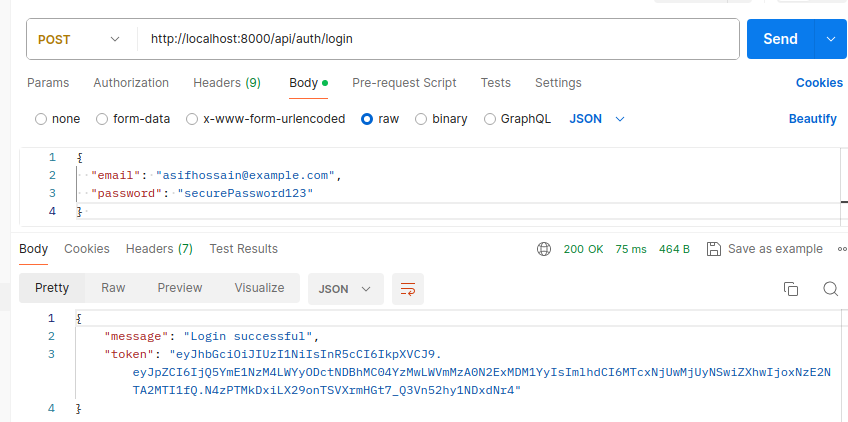 POST http://localhost:8000/api/auth/login Send
Params Authorization Headers (9) Body Pre-request Script Tests Settings Cookies
none form-data x-www-form-urlencoded raw binary GraphQL JSON Beautify
1 {
2 "email": "asifhossain@example.com",
3 "password": "securePassword123"
4 }
Body Cookies Headers (7) Test Results 200 OK 75 ms 464 B Save as example
Pretty Raw Preview Visualize JSON
1 {
2 "message": "Login successful",
3 "token": "eyJhbGciOiJIUzI1NiIsInR5cCI6IkpXVCJ9.
eyJpZCI6IjQ5YmE1NzM4LWYyODctNDBhMC04YzMwLWVmMzA0N2ExMDM1YyIsImlhdCI6MTcxNjUwMjUyNSwiZXhwIjoxNzE2N
TA2MTI1fQ.N4zPTMkDxiLX29onTSVXrmHGt7_Q3Vn52hy1NDxdNr4"
4 }